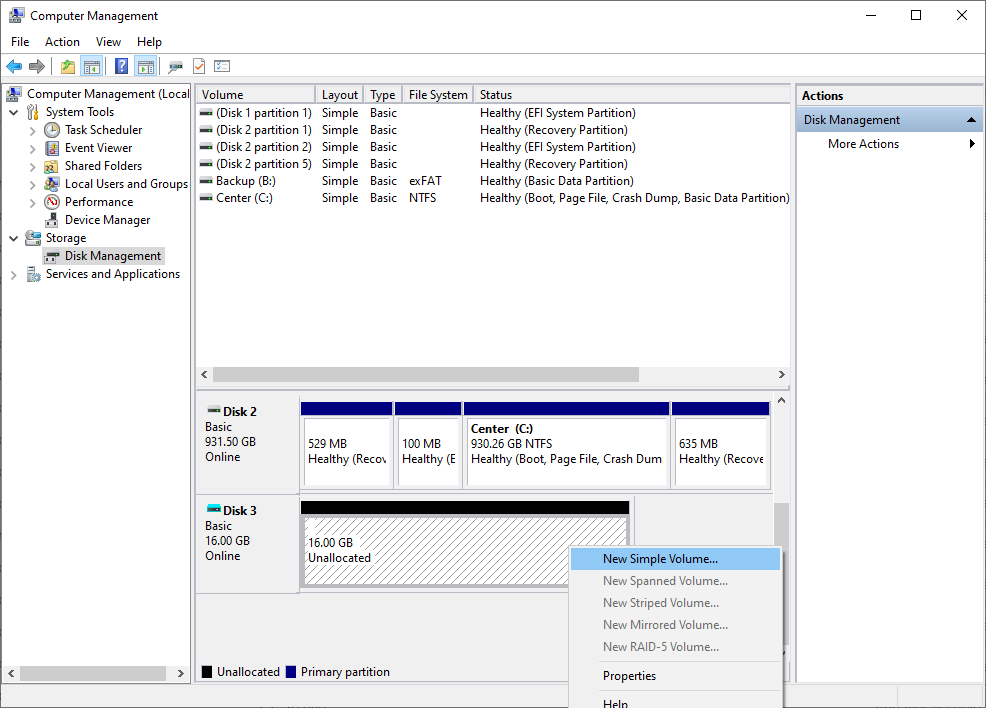 Computer Management
File Action View Help
Computer Management (Local
System Tools
Task Scheduler
Event Viewer
Shared Folders
Local Users and Groups
Performance
Device Manager
Storage
Disk Management
Services and Applications
Volume Layout Type File System Status
(Disk 1 partition 1) Simple Basic Healthy (EFI System Partition)
(Disk 2 partition 1) Simple Basic Healthy (Recovery Partition)
(Disk 2 partition 2) Simple Basic Healthy (EFI System Partition)
(Disk 2 partition 5) Simple Basic Healthy (Recovery Partition)
Backup (B:) Simple Basic exFAT Healthy (Basic Data Partition)
Center (C:) Simple Basic NTFS Healthy (Boot, Page File, Crash Dump, Basic Data Partition)
Disk 2
Basic
931.50 GB
Online
529 MB
Healthy (Recov
100 MB
Healthy (E
Center (C:)
930.26 GB NTFS
Healthy (Boot, Page File, Crash Dum
635 MB
Healthy (Recove
Disk 3
Basic
16.00 GB
Online
16.00 GB
Unallocated
New Simple Volume...
New Spanned Volume...
New Striped Volume...
New Mirrored Volume...
New RAID-5 Volume...
Properties
Help
Unallocated Primary partition
Actions
Disk Management
More Actions